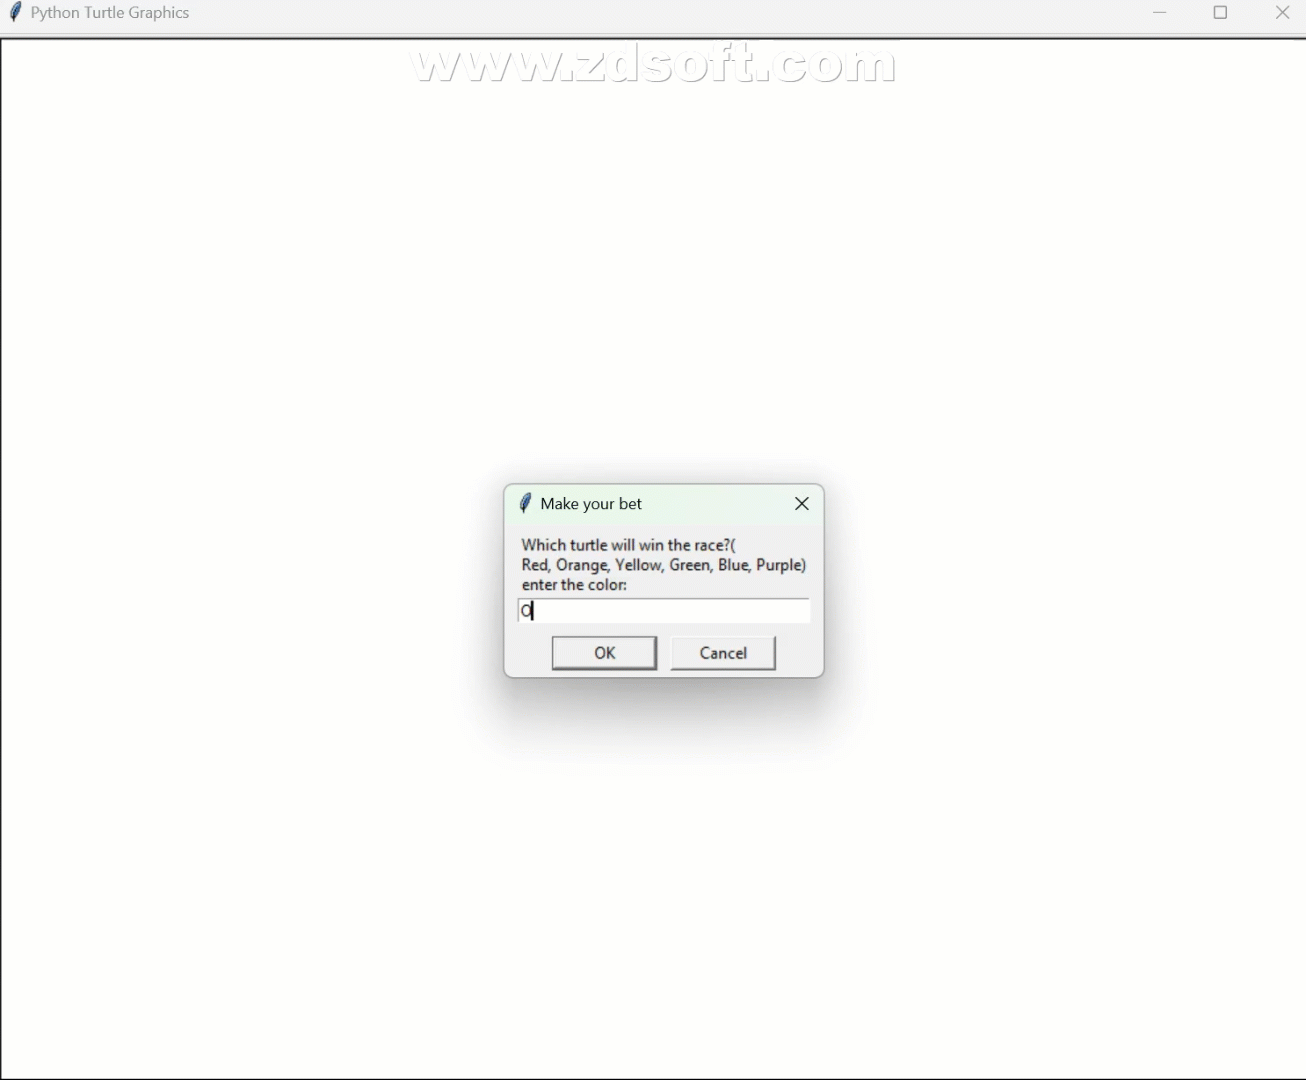 Python Turtle Graphics
www.zdsoft.com
Make your bet
Which turtle will win the race?(
Red, Orange, Yellow, Green, Blue, Purple)
enter the color:
O
OK Cancel